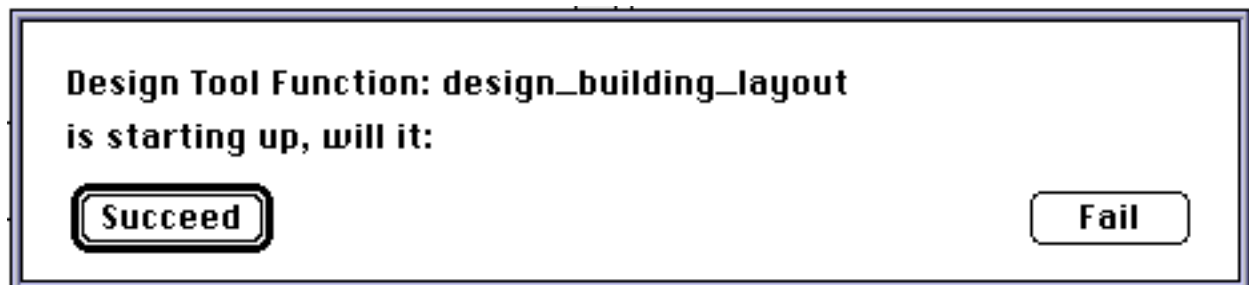 Design Tool Function: design_building_layout
is starting up, will it:
Succeed Fail